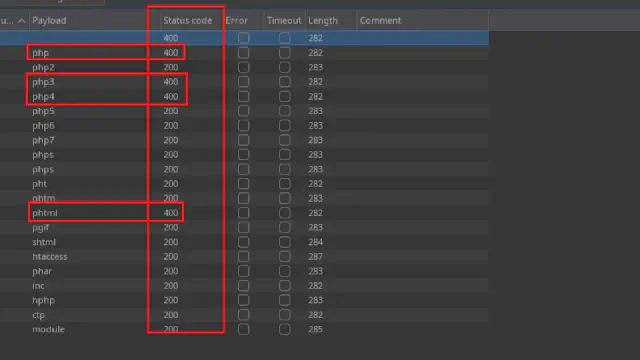 u... Payload Status code Error Timeout Length Comment
400 282
php 400 282
php2 200 283
php3 400 282
php4 400 282
php5 200 283
php6 200 283
php7 200 283
phps 200 283
phps 200 283
pht 200 282
phtm 200 283
phtml 400 282
pgif 200 283
shtml 200 284
htaccess 200 287
phar 200 283
inc 200 282
hphp 200 283
ctp 200 282
module 200 285